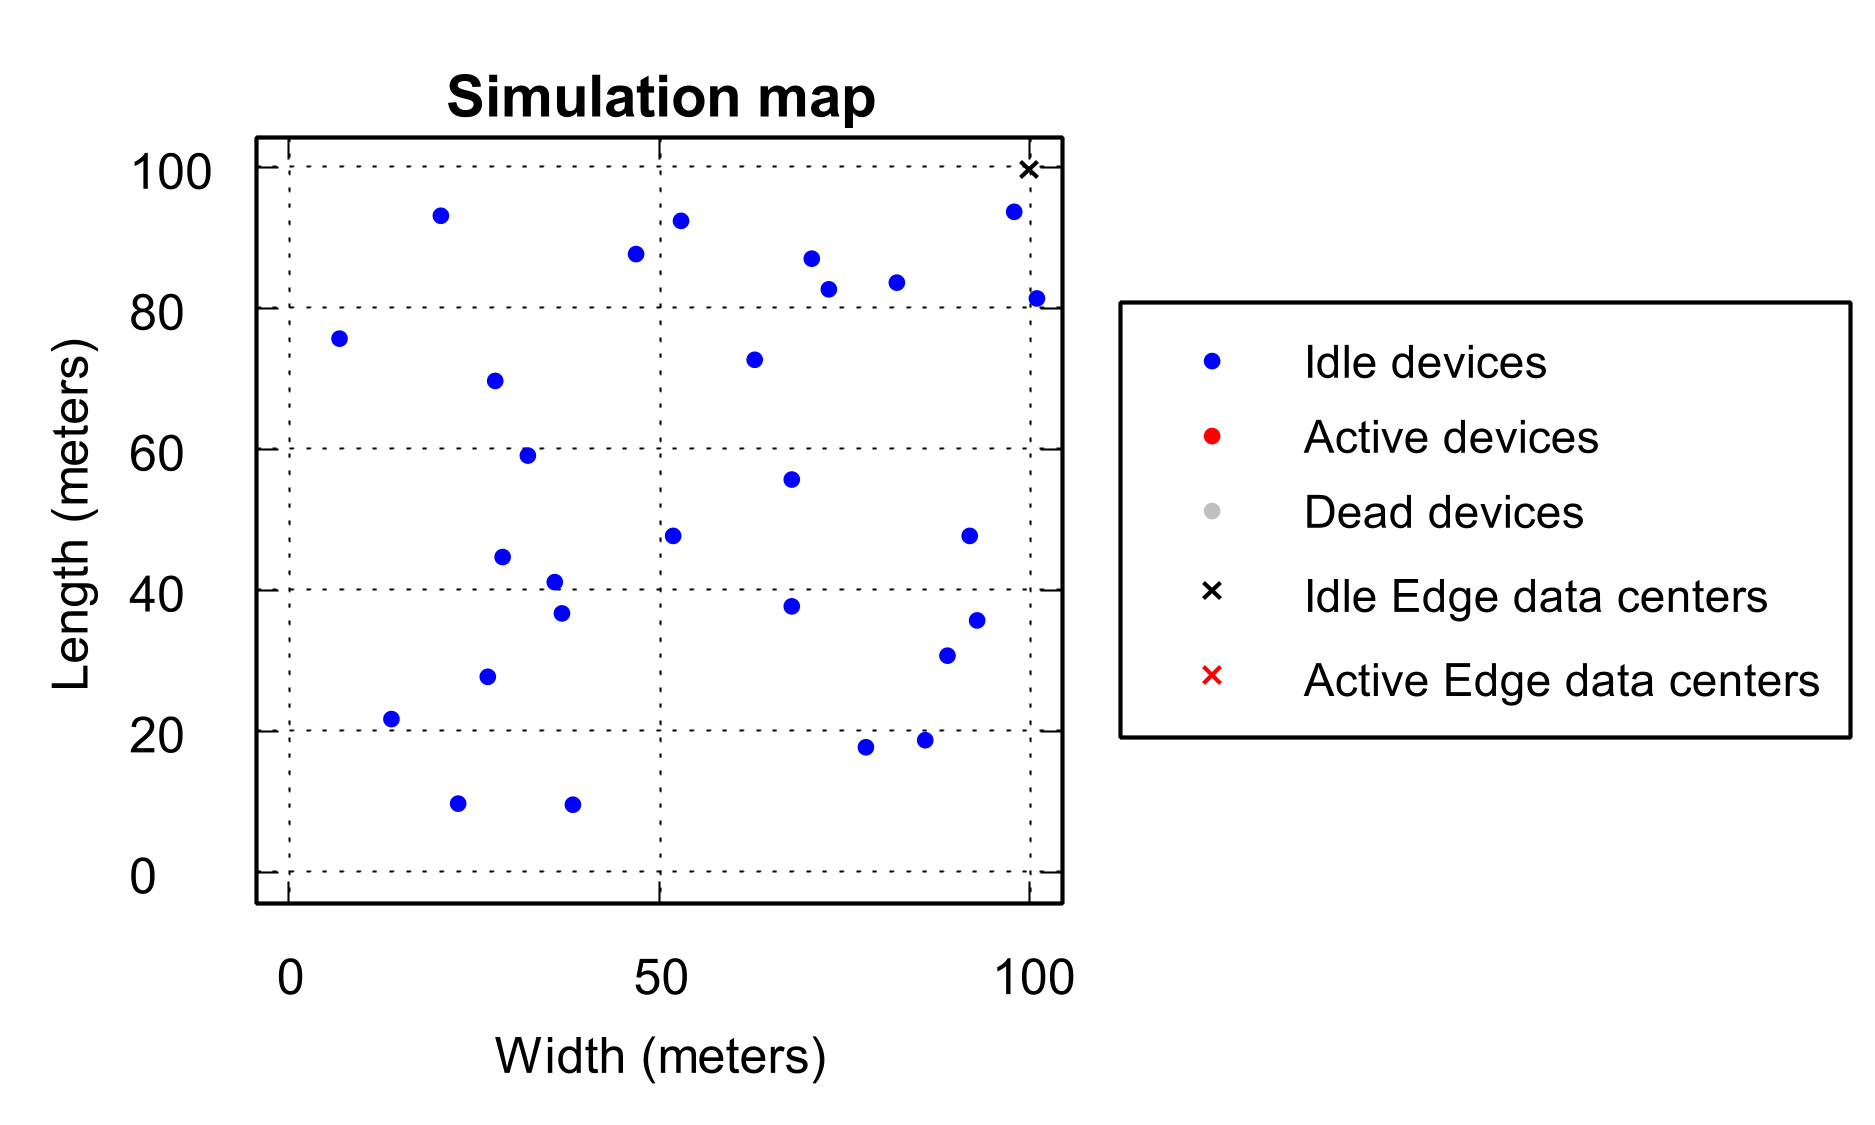 Simulation map
100
80
60
40
20
0
Length (meters)
0 50 100
Width (meters)
Idle devices
Active devices
Dead devices
Idle Edge data centers
Active Edge data centers